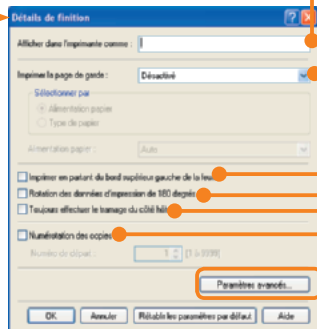 Détails de finition
Afficher dans l'imprimante comme :
Imprimer la page de garde : Désactivé
Sélectionner par
Alimentation papier
Type de papier
Alimentation papier : Auto
Imprimer en partant du bord supérieur gauche de la feuille
Rotation des données d'impression de 180 degrés
Toujours effectuer le tramage du côté hôte
Numérotation des copies
Numéro de départ : 1 [1 à 9999]
Paramètres avancés...
OK Annuler Rétablir les paramètres par défaut Aide